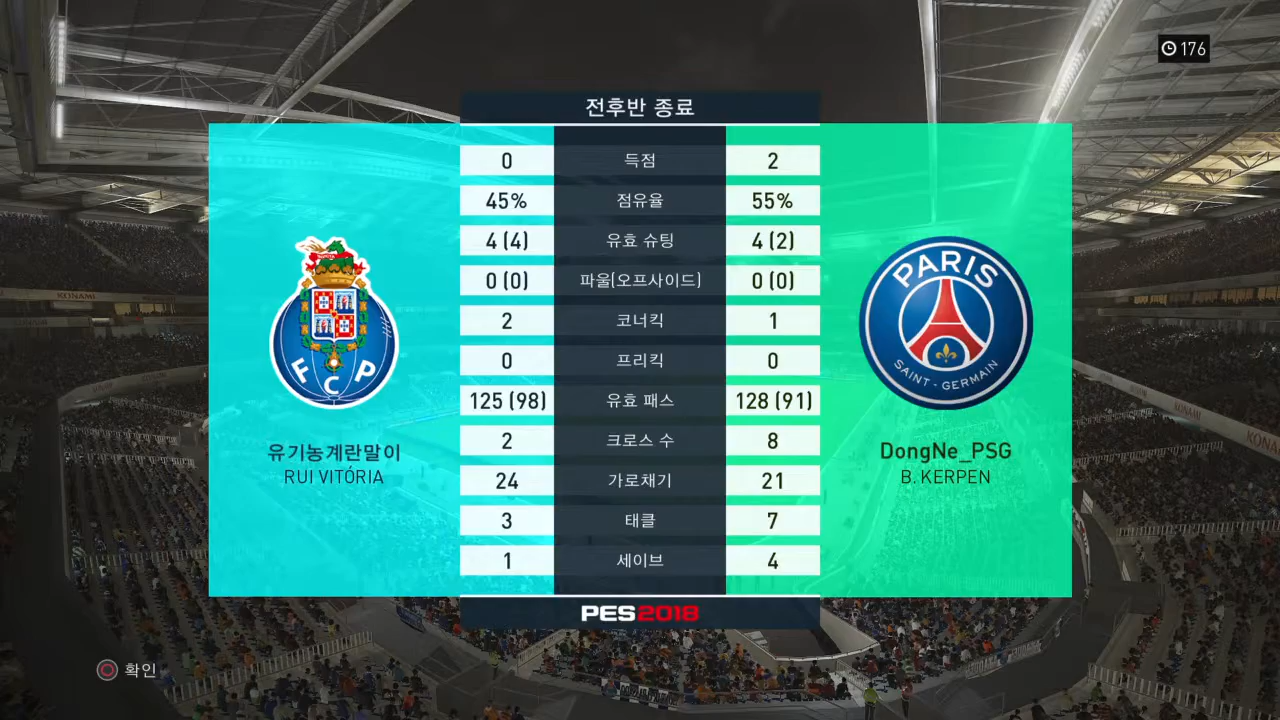 176
전후반 종료
0 득점 2
45% 점유율 55%
4 (4) 유효 슈팅 4 (2)
0 (0) 파울(오프사이드) 0 (0)
2 코너킥 1
0 프리킥 0
125 (98) 유효 패스 128 (91)
2 크로스 수 8
24 가로채기 21
3 태클 7
1 세이브 4
F C P
유기농계란말이
RUI VITÓRIA
PARIS
SAINT - GERMAIN
DongNe_PSG
B. KERPEN
PES2018
KONAMI
KONAMI
확인